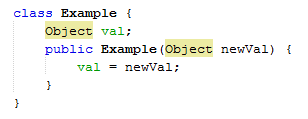 class Example {
    Object val;
    public Example(Object newVal) {
        val = newVal;
    }
}